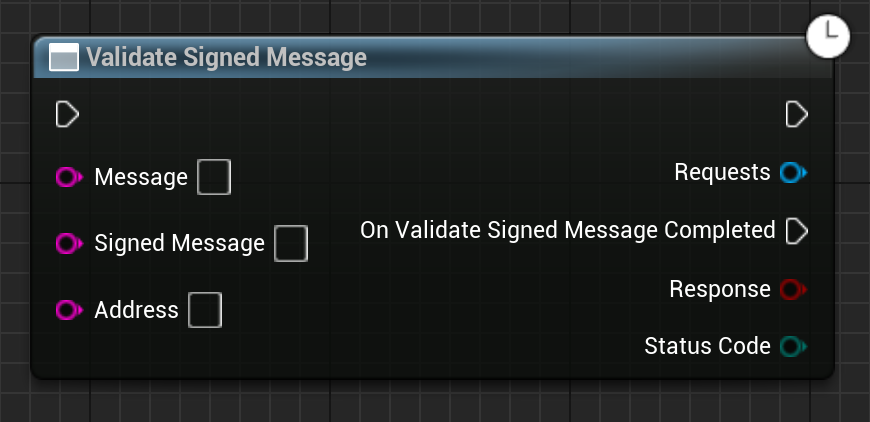 Validate Signed Message
Message
Requests
Signed Message
On Validate Signed Message Completed
Response
Address
Status Code